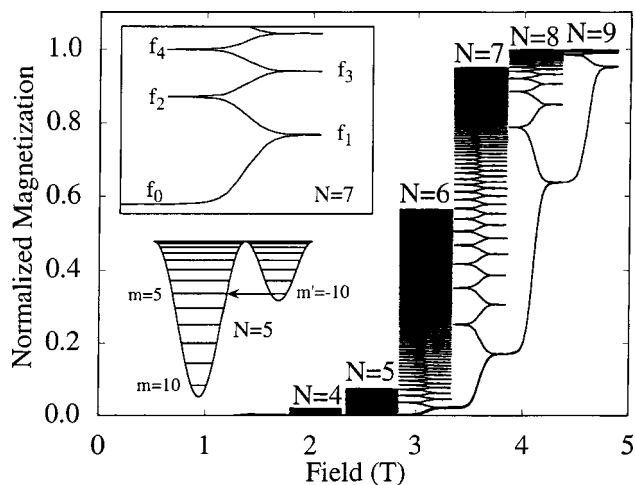 Normalized Magnetization
1.0
0.8
0.6
0.4
0.2
0.0
0
1
2
3
4
5
Field (T)
f₄
f₃
f₂
f₁
f₀
N=7
m=5
m'=-10
N=5
m=10
N=4
N=5
N=6
N=7
N=8
N=9